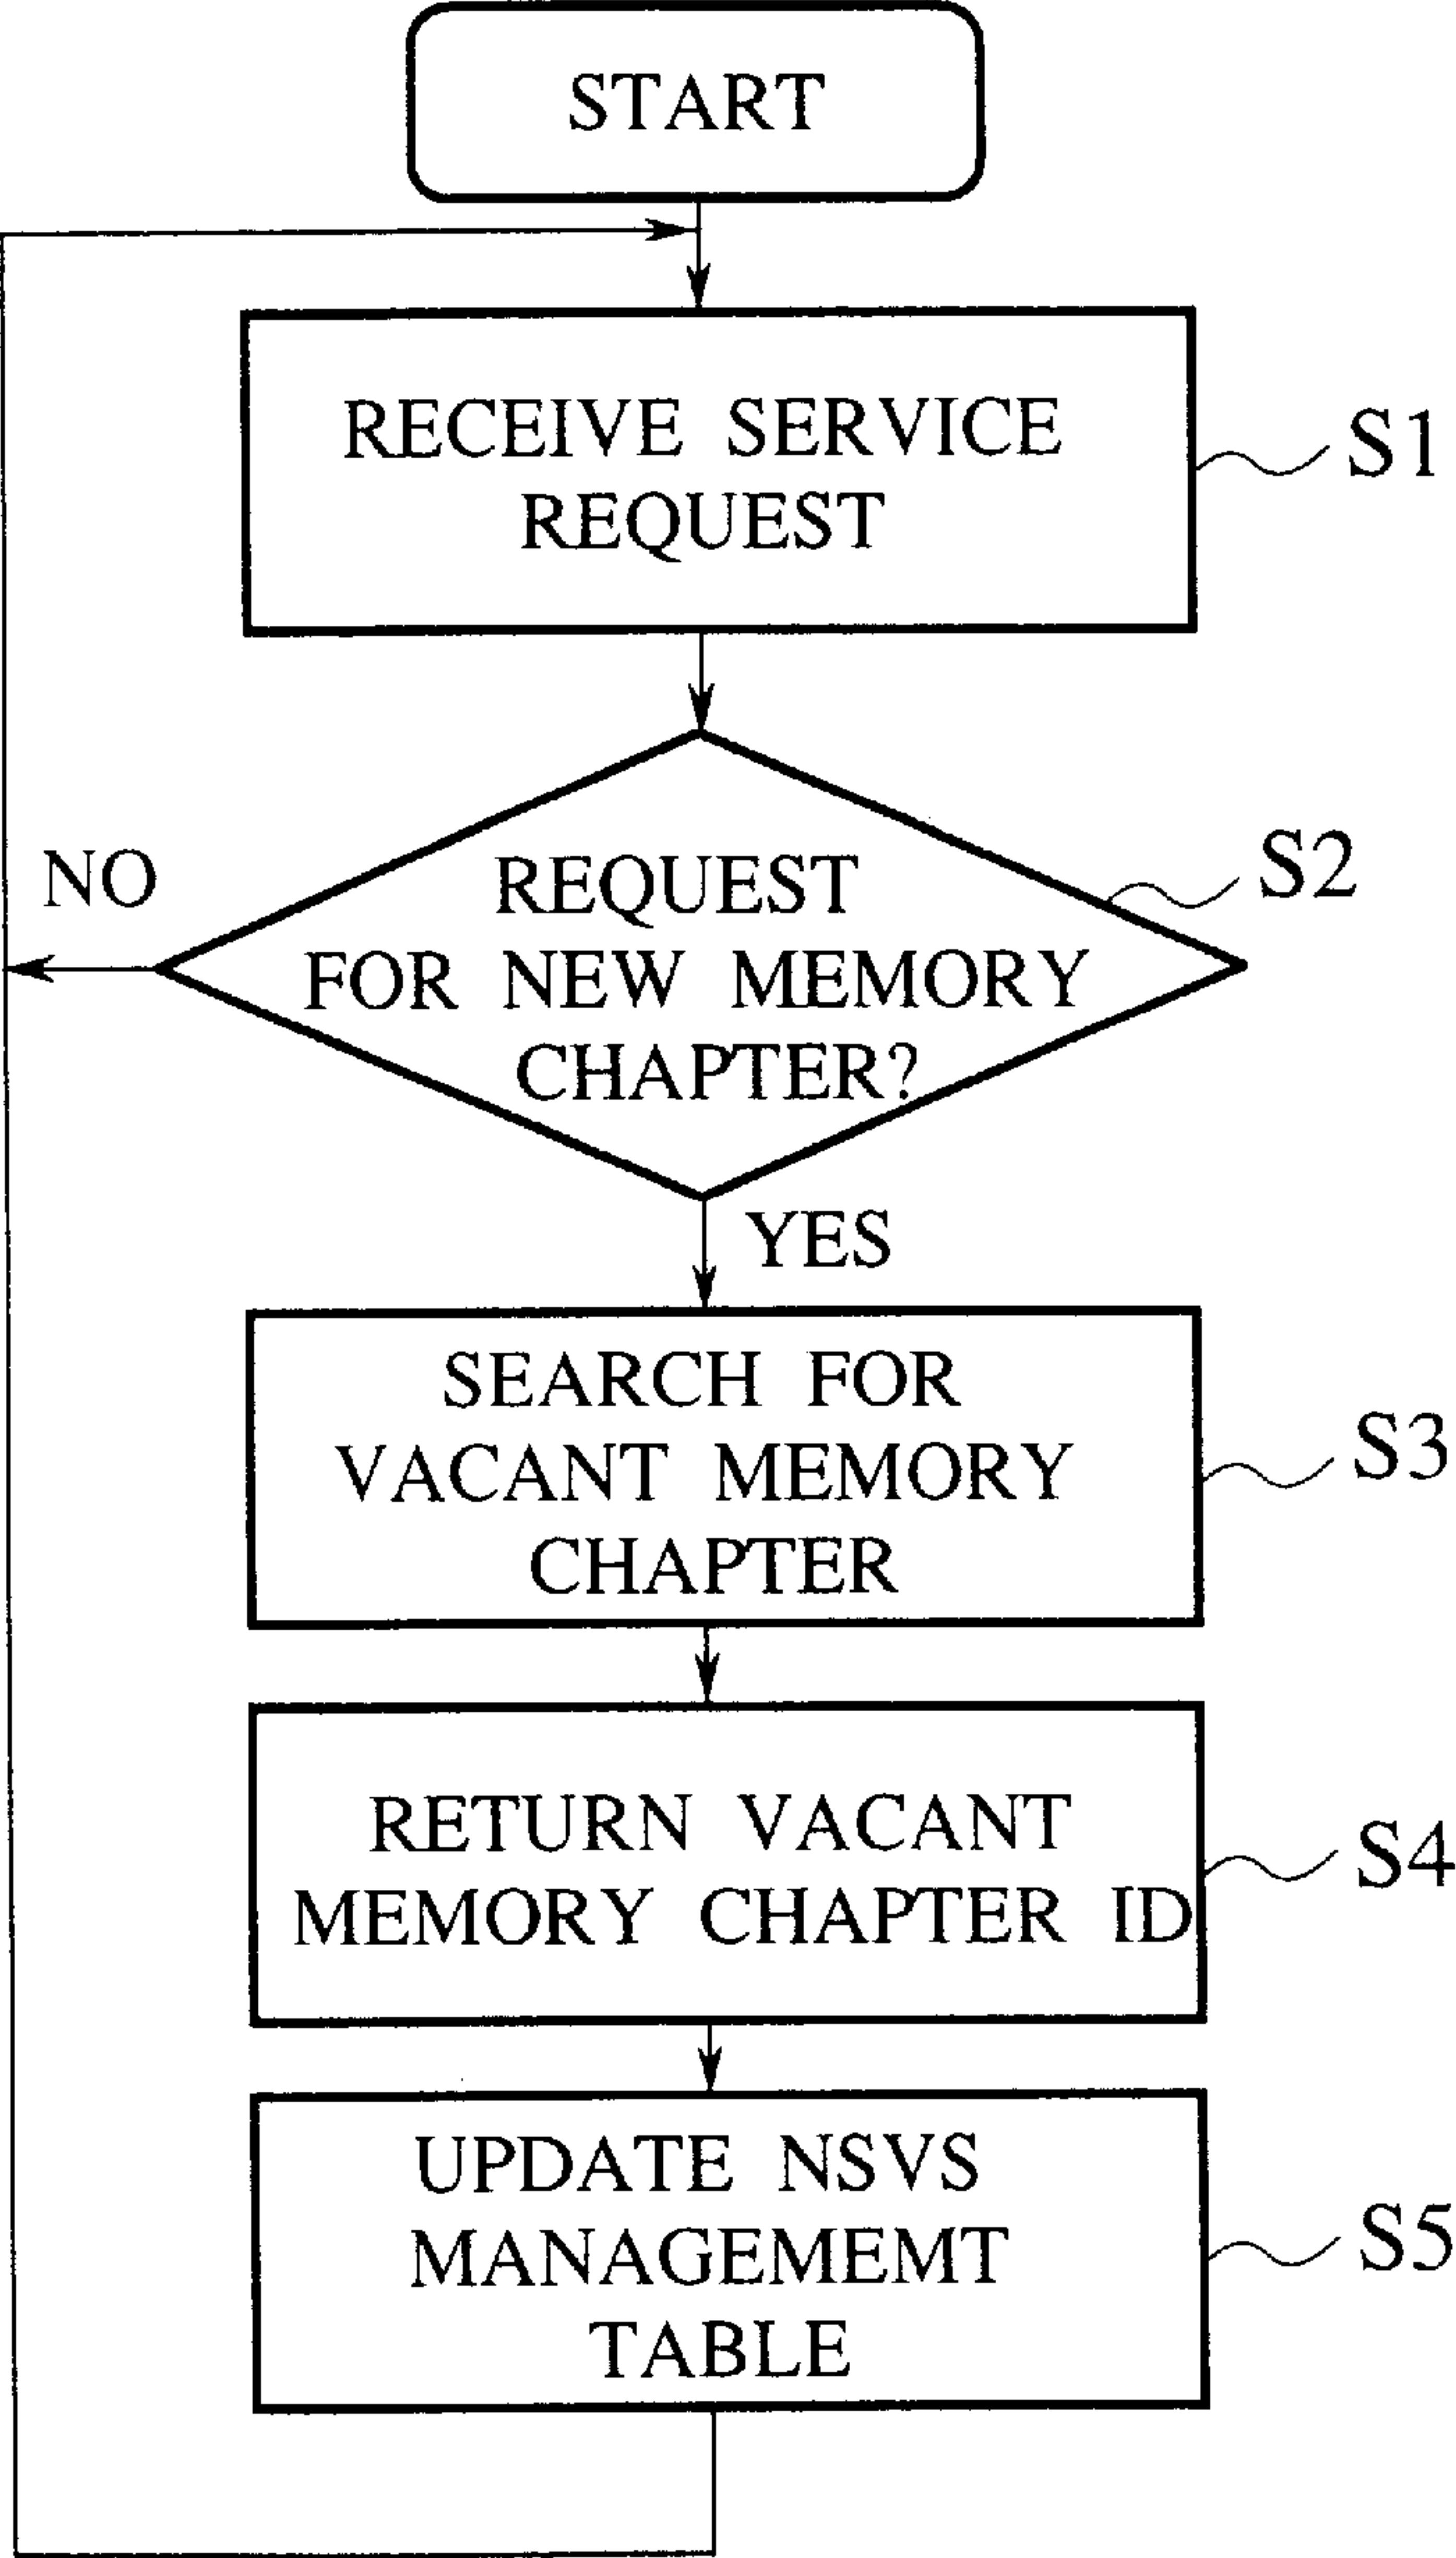 START
RECEIVE SERVICE
REQUEST
S1
NO
REQUEST
FOR NEW MEMORY
CHAPTER?
S2
YES
SEARCH FOR
VACANT MEMORY
CHAPTER
S3
RETURN VACANT
MEMORY CHAPTER ID
S4
UPDATE NSVS
MANAGEMEMT
TABLE
S5